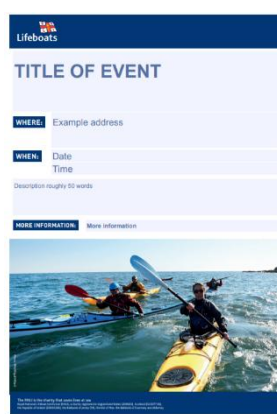 Lifeboats
TITLE OF EVENT
WHERE:
Example address
WHEN:
Date
Time
Description roughly 50 words
MORE INFORMATION:
More information
The RNLI is the charity that saves lives at sea